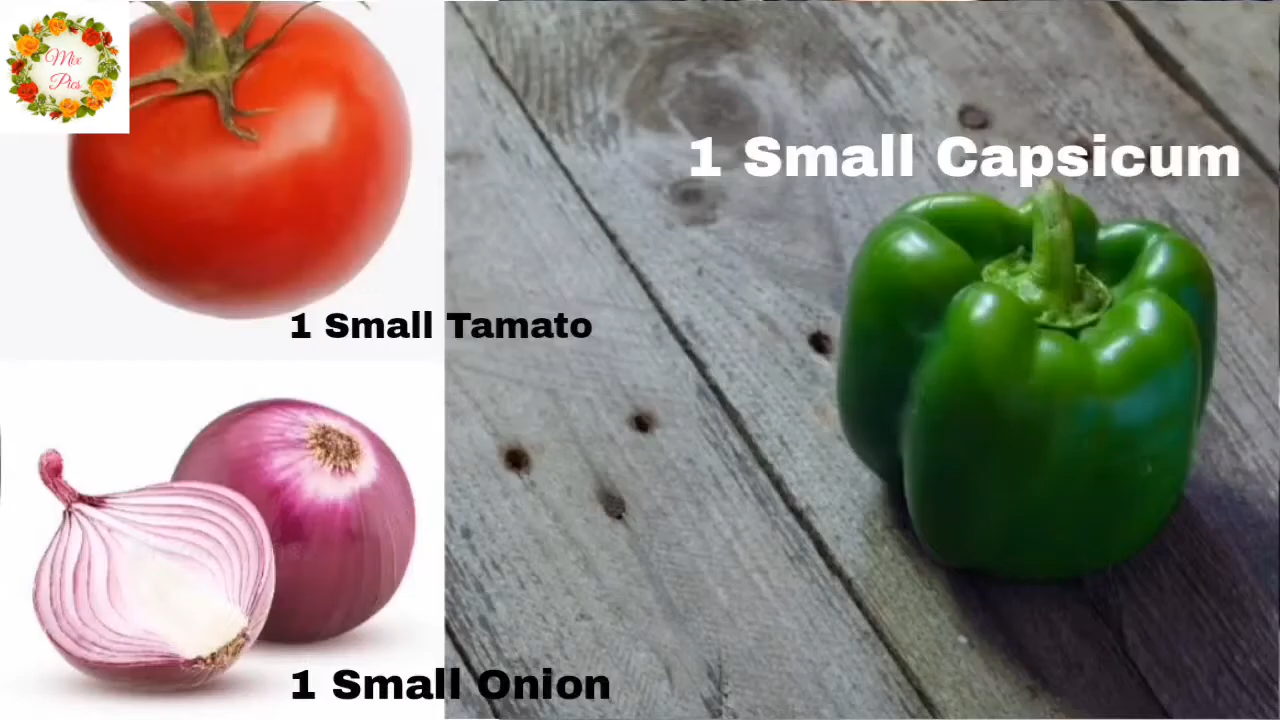 Mix
Pics
1 Small Capsicum
1 Small Tamato
1 Small Onion